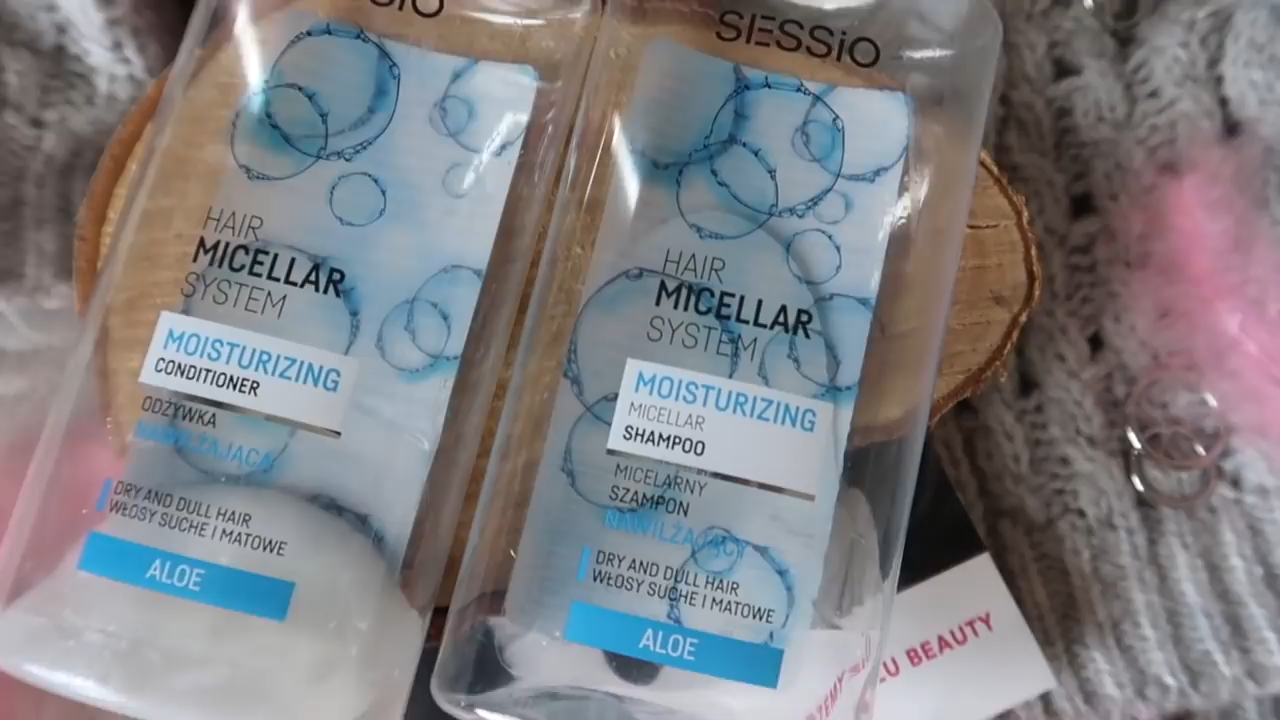 HAIR
MICELLAR
SYSTEM
MOISTURIZING
CONDITIONER
ODŻYWKA
NAWILŻAJĄCA
DRY AND DULL HAIR
WŁOSY SUCHE I MATOWE
ALOE
SESSiO
HAIR
MICELLAR
SYSTEM
MOISTURIZING
MICELLAR
SHAMPOO
MICELARNY
SZAMPON
NAWILŻAJĄCY
DRY AND DULL HAIR
WŁOSY SUCHE I MATOWE
ALOE
BEAUTY